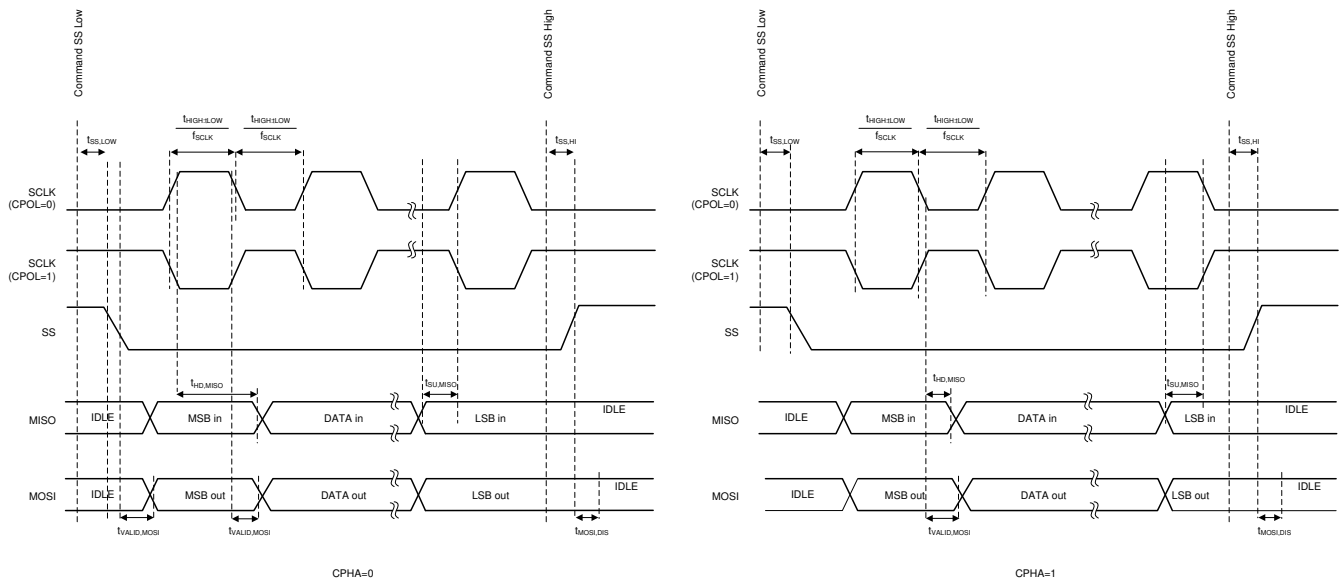 Command SS Low
Command SS High
tHIGH:tLOW
fSCLK
tHIGH:tLOW
fSCLK
tSS,LOW
tSS,HI
SCLK
(CPOL=0)
SCLK
(CPOL=1)
SS
tHD,MISO
tSU,MISO
MISO
IDLE
MSB in
DATA in
LSB in
IDLE
MOSI
IDLE
MSB out
DATA out
LSB out
IDLE
tVALID,MOSI
tVALID,MOSI
tMOSI,DIS
CPHA=0
Command SS Low
Command SS High
tHIGH:tLOW
fSCLK
tHIGH:tLOW
fSCLK
tSS,LOW
tSS,HI
SCLK
(CPOL=0)
SCLK
(CPOL=1)
SS
tHD,MISO
tSU,MISO
MISO
IDLE
MSB in
DATA in
LSB in
IDLE
MOSI
IDLE
MSB out
DATA out
LSB out
IDLE
tVALID,MOSI
tMOSI,DIS
CPHA=1